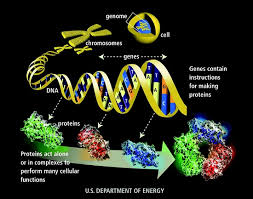 genome
cell
chromosomes
genes
DNA
Genes contain
instructions
for making
proteins
proteins
Proteins act alone
or in complexes to
perform many cellular
functions
U.S. DEPARTMENT OF ENERGY